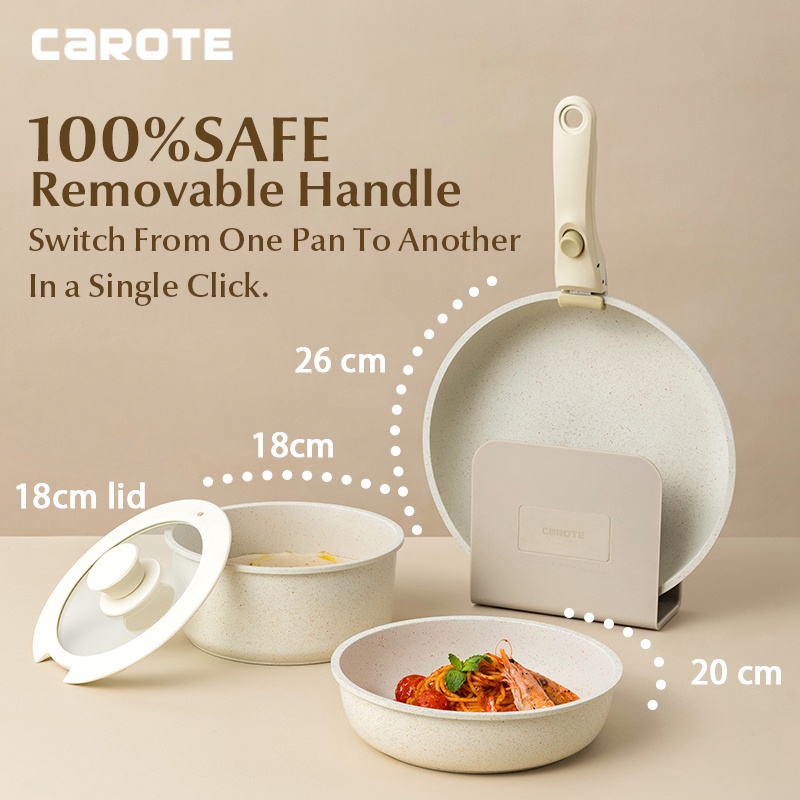 CAROTE
100%SAFE
Removable Handle
Switch From One Pan To Another
In a Single Click.
26 cm
18cm
18cm lid
CAROTE
20 cm